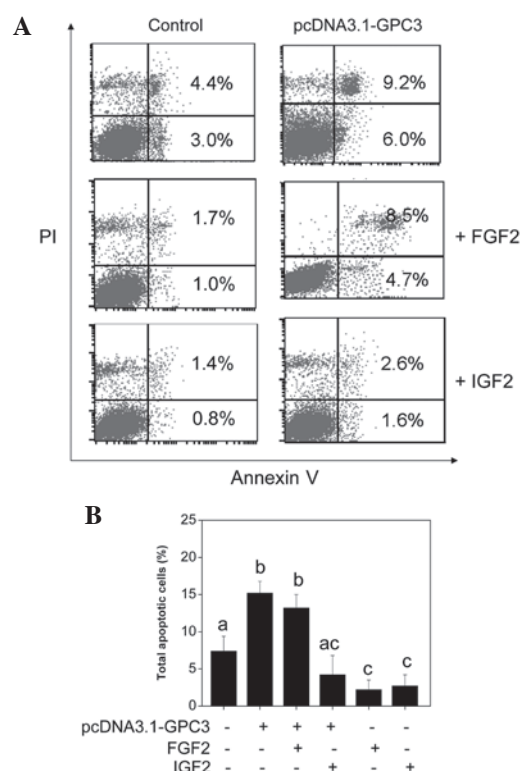 A
Control
pcDNA3.1-GPC3
4.4%
9.2%
3.0%
6.0%
PI
1.7%
8.5%
+ FGF2
1.0%
4.7%
1.4%
2.6%
+ IGF2
0.8%
1.6%
Annexin V
B
Total apoptotic cells (%)
25
20
15
10
5
0
a
b
b
ac
c
c
pcDNA3.1-GPC3 - + + + - -
FGF2 - - + - + -
IGF2 - - - + - +